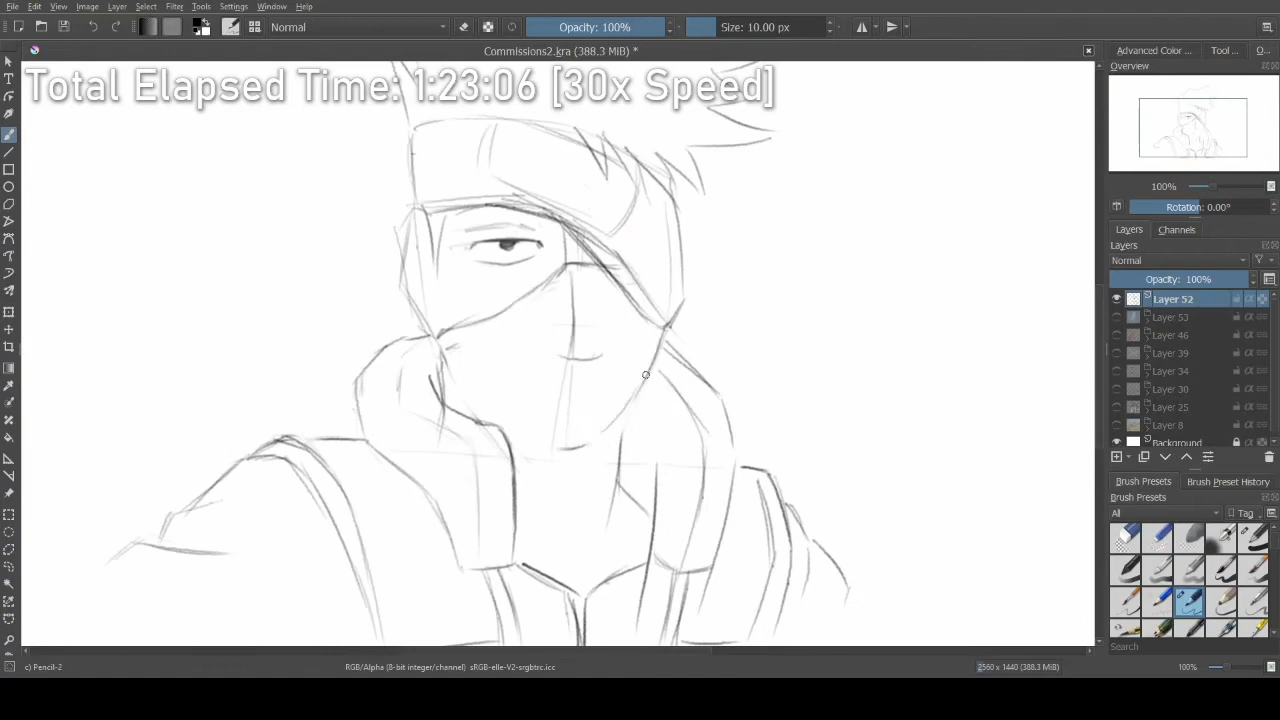 File Edit View Image Layer Select Filter Tools Settings Window Help
Normal Opacity: 100% Size: 10.00 px
Commissions2.kra (388.3 MiB) *
Total Elapsed Time: 1:23:06 [30x Speed]
Advanced Color ... Tool ... O...
Overview
100%
Rotation: 0.00°
Layers Channels
Layers
Normal
Opacity: 100%
Layer 52
Layer 53
Layer 46
Layer 39
Layer 34
Layer 30
Layer 25
Layer 8
Background
Brush Presets Brush Preset History
Brush Presets
All Tag
Search
c) Pencil-2 RGB/Alpha (8-bit integer/channel) sRGB-elle-V2-srgbtrc.icc 2560 x 1440 (388.3 MiB) 100%